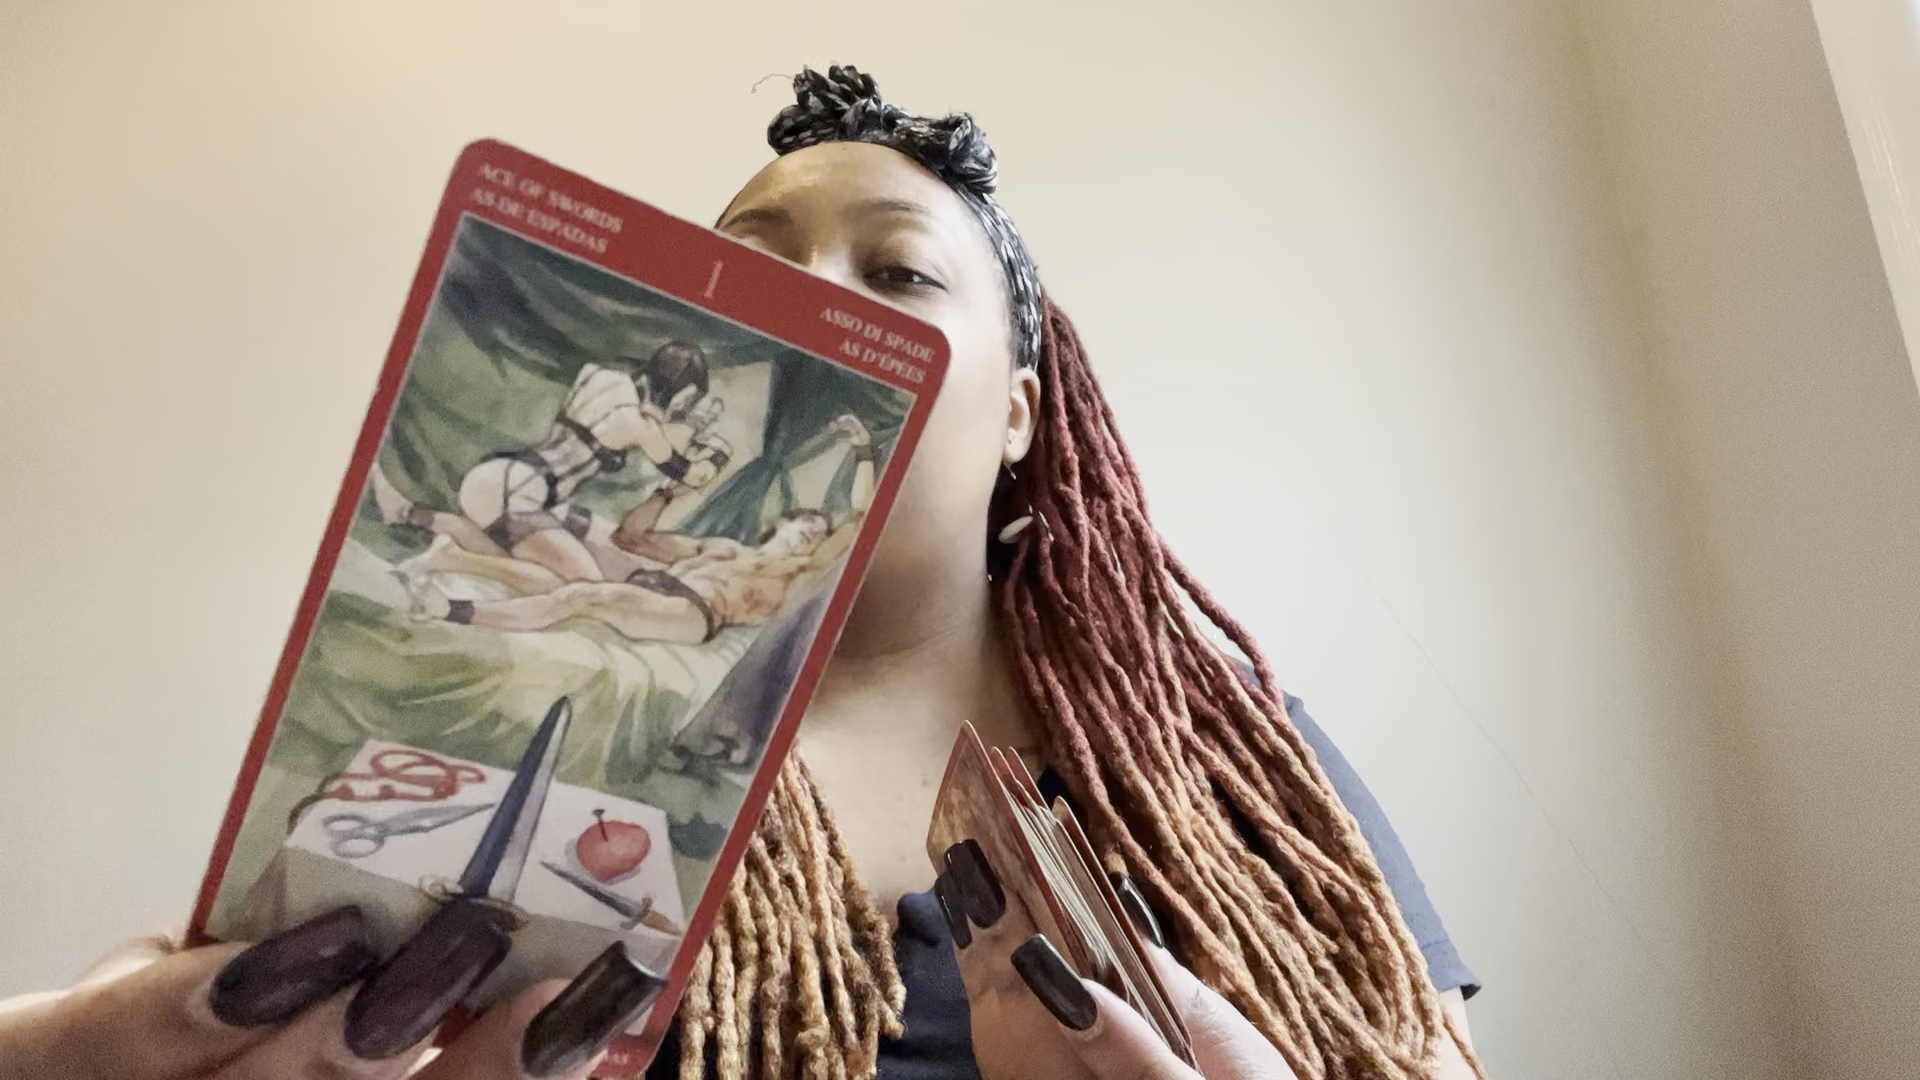 ACE OF SWORDS
AS DE ESPADAS
1
ASSO DI SPADE
AS D'ÉPÉES